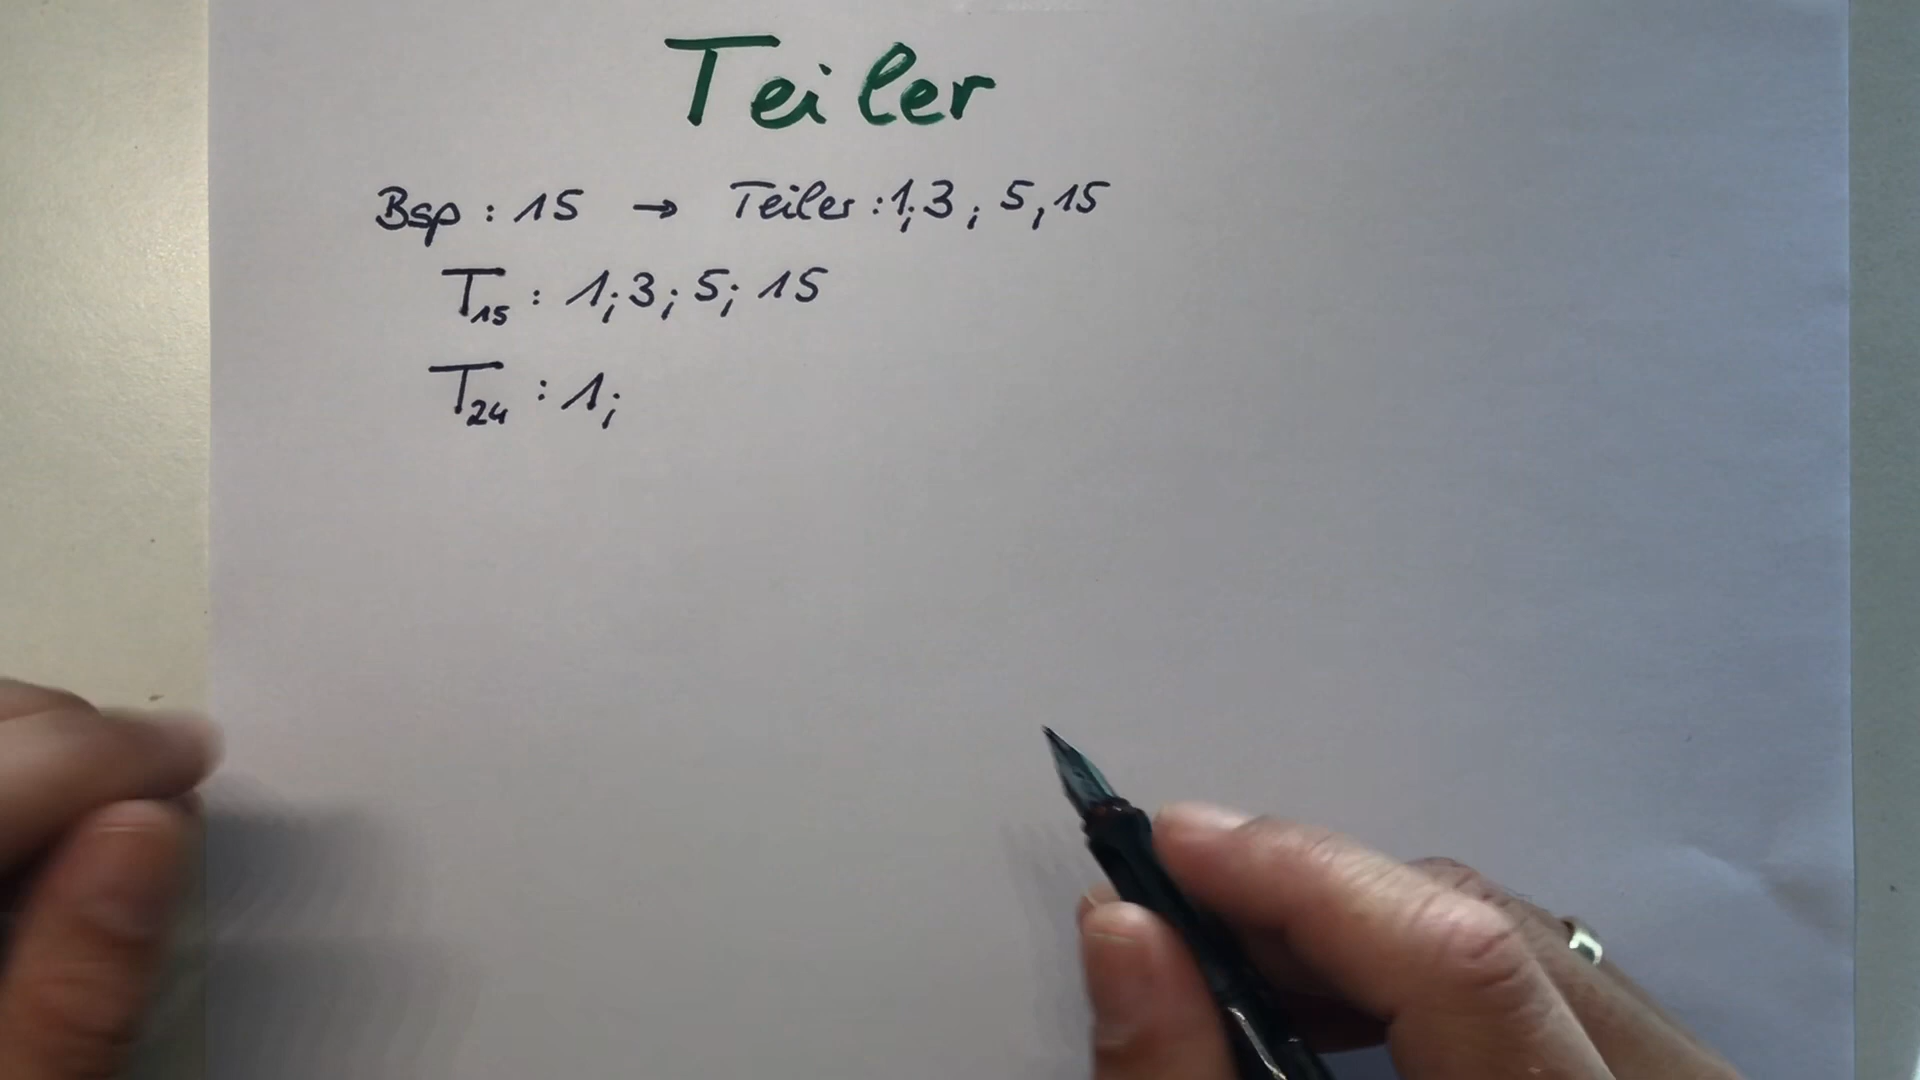 Teiler
Bsp : 15 → Teiler : 1; 3 ; 5, 15
T₁₅ : 1; 3; 5; 15
T₂₄ : 1;